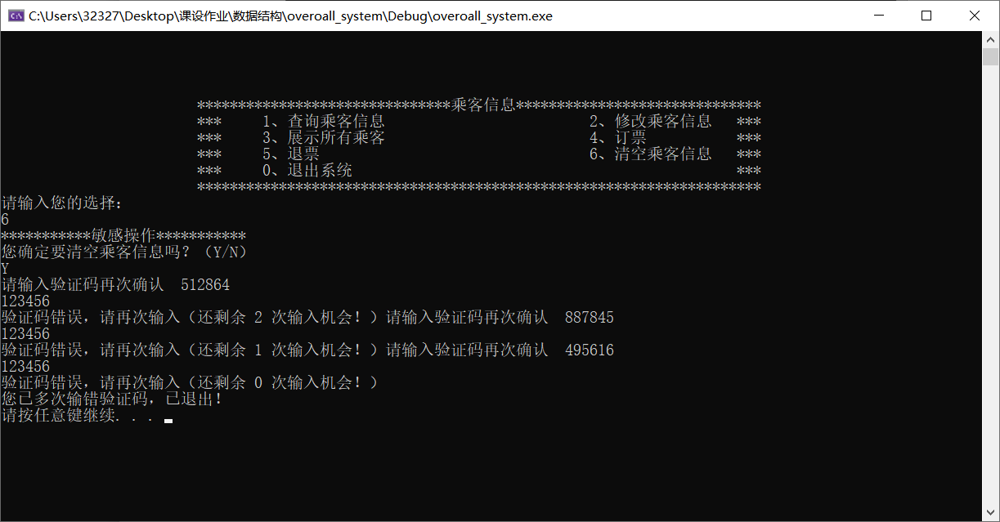 C:\Users\32327\Desktop\课设作业\数据结构\overoall_system\Debug\overoall_system.exe
*******************************乘客信息******************************
*** 1、查询乘客信息 2、修改乘客信息 ***
*** 3、展示所有乘客 4、订票 ***
*** 5、退票 6、清空乘客信息 ***
*** 0、退出系统 ***
*********************************************************************
请输入您的选择：
6
***********敏感操作***********
您确定要清空乘客信息吗？（Y/N）
Y
请输入验证码再次确认 512864
123456
验证码错误，请再次输入（还剩余 2 次输入机会！）请输入验证码再次确认 887845
123456
验证码错误，请再次输入（还剩余 1 次输入机会！）请输入验证码再次确认 495616
123456
验证码错误，请再次输入（还剩余 0 次输入机会！）
您已多次输错验证码，已退出！
请按任意键继续. . .